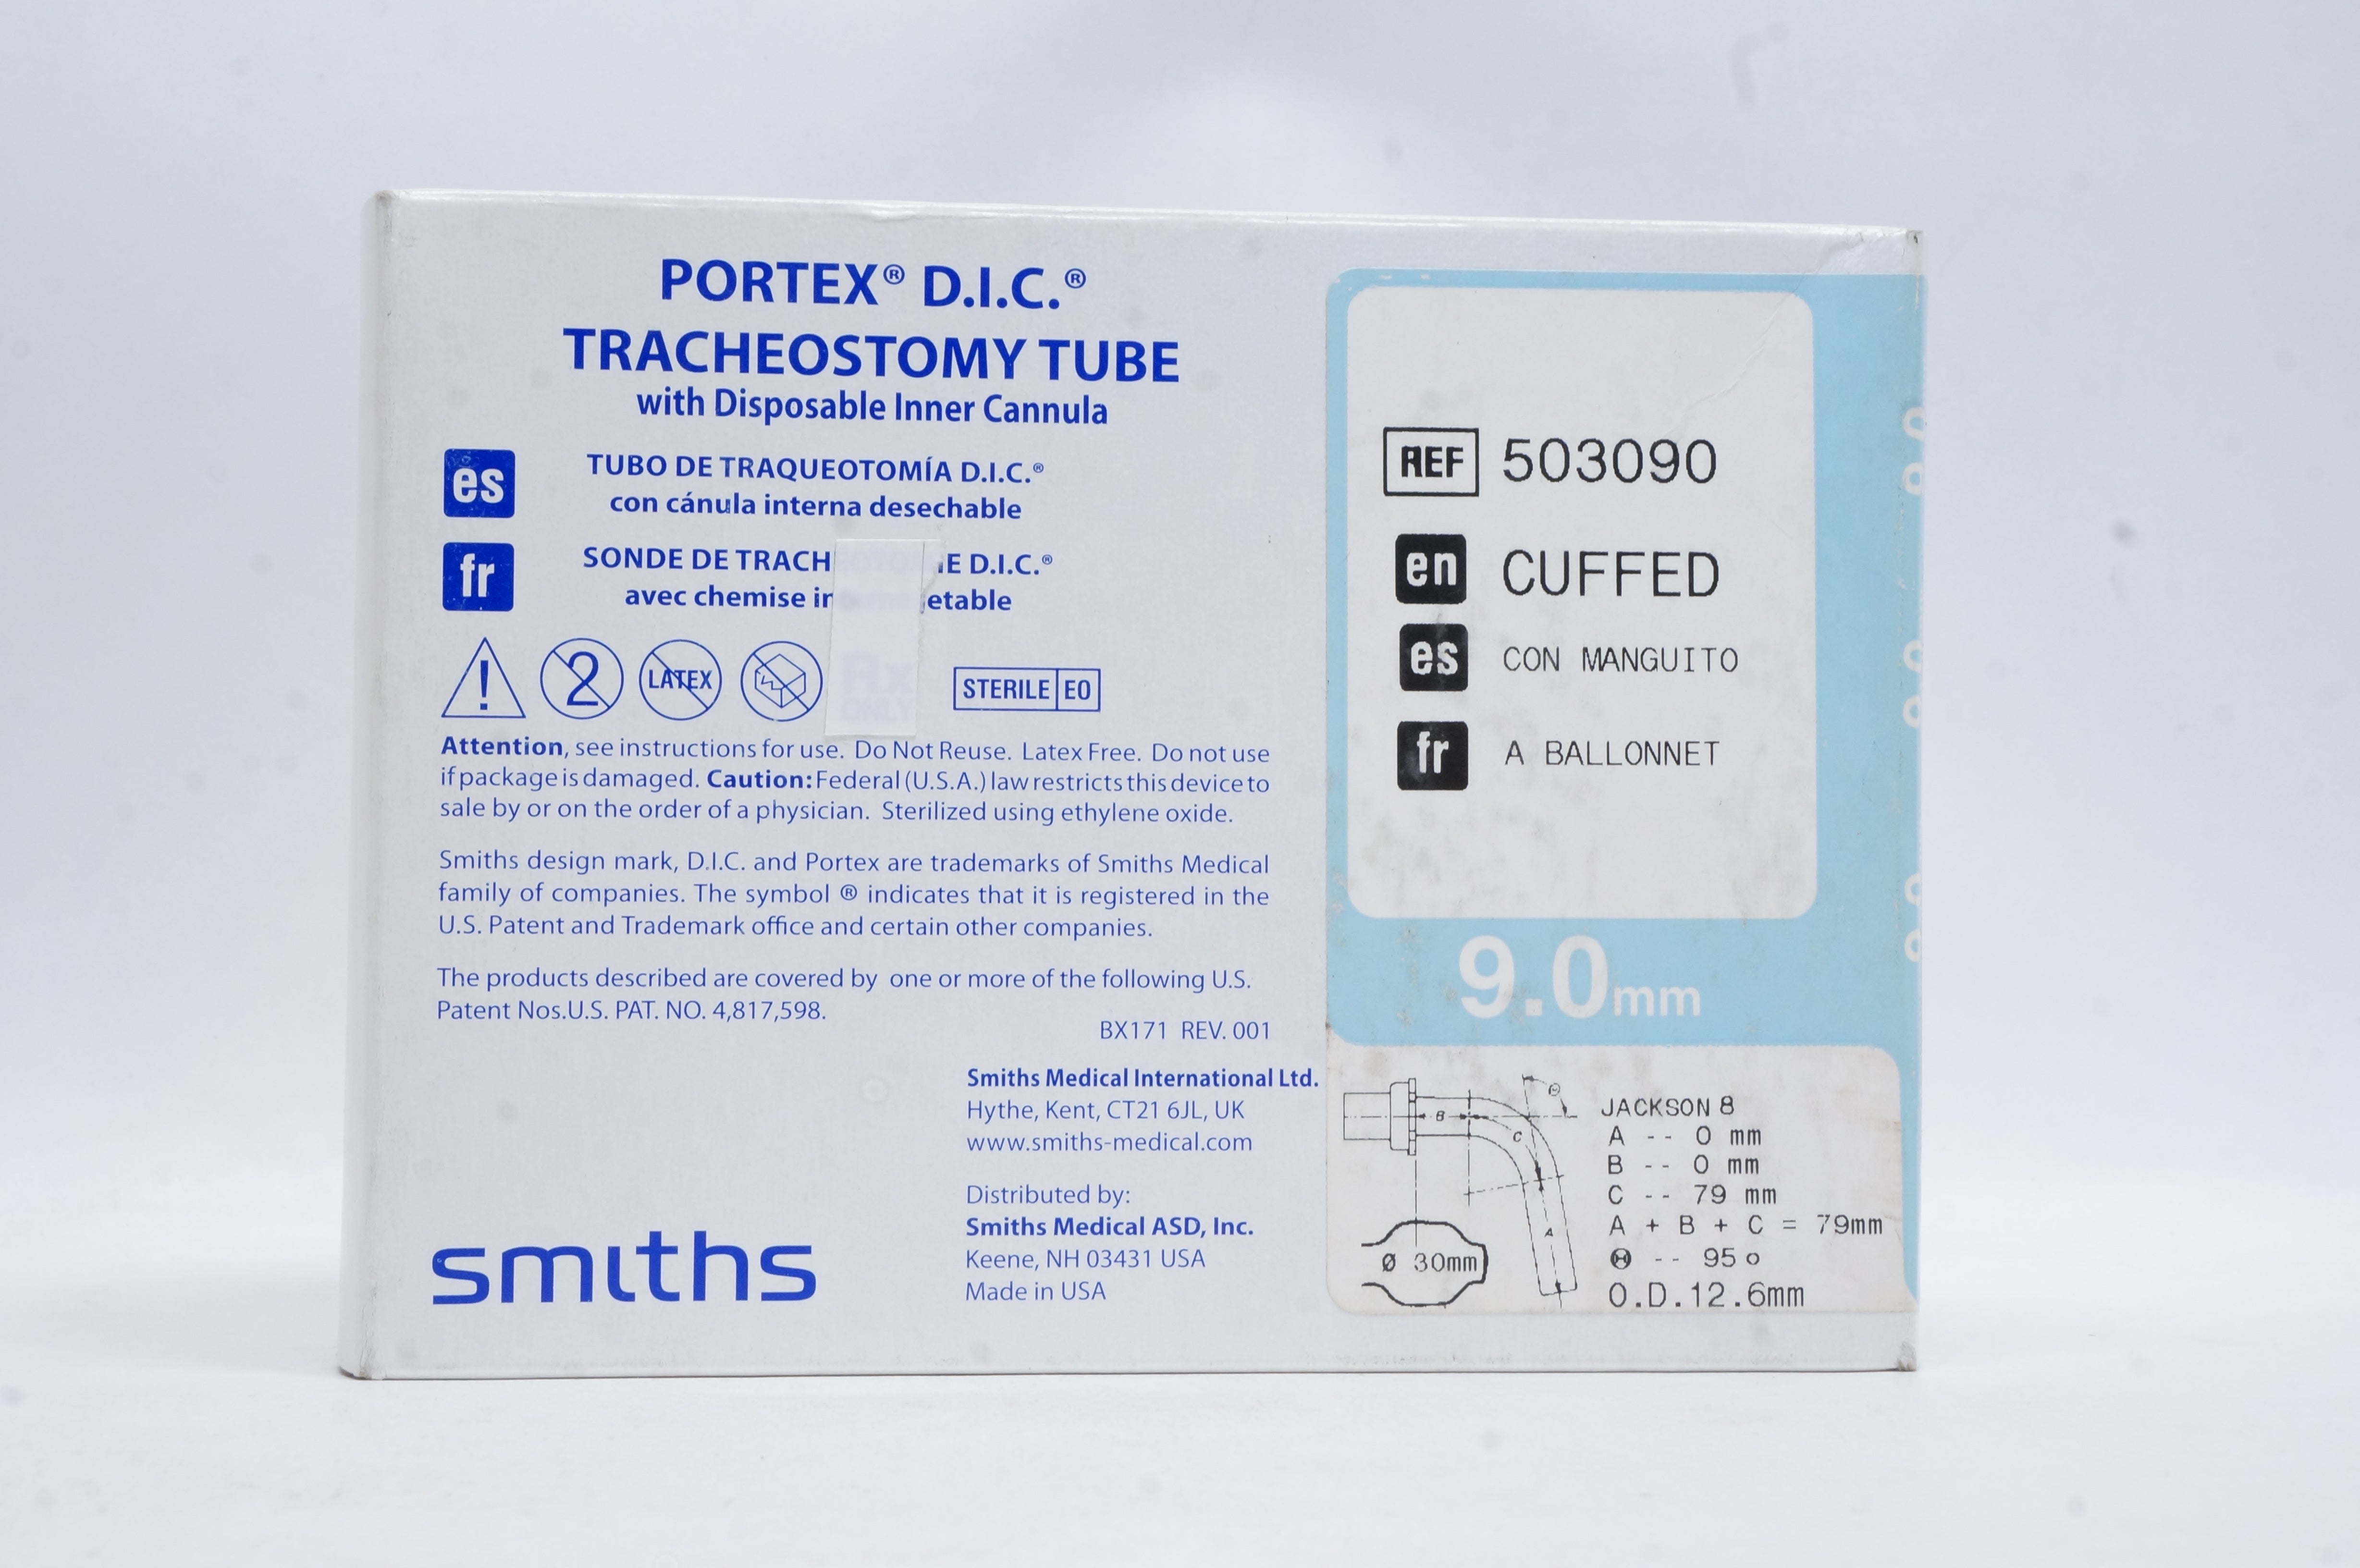 PORTEX® D.I.C.®
TRACHEOSTOMY TUBE
with Disposable Inner Cannula
es
TUBO DE TRAQUEOTOMÍA D.I.C.®
con cánula interna desechable
fr
SONDE DE TRACH E D.I.C.®
avec chemise in etable
! 2 LATEX Rx ONLY STERILE EO
Attention, see instructions for use. Do Not Reuse. Latex Free. Do not use
if package is damaged. Caution: Federal (U.S.A.) law restricts this device to
sale by or on the order of a physician. Sterilized using ethylene oxide.
Smiths design mark, D.I.C. and Portex are trademarks of Smiths Medical
family of companies. The symbol ® indicates that it is registered in the
U.S. Patent and Trademark office and certain other companies.
The products described are covered by one or more of the following U.S.
Patent Nos.U.S. PAT. NO. 4,817,598.
BX171 REV. 001
Smiths Medical International Ltd.
Hythe, Kent, CT21 6JL, UK
www.smiths-medical.com
Distributed by:
Smiths Medical ASD, Inc.
Keene, NH 03431 USA
Made in USA
smiths
REF 503090
en CUFFED
es CON MANGUITO
fr A BALLONNET
9.0mm
B
C
Θ
A
Ø 30mm
JACKSON 8
A -- 0 mm
B -- 0 mm
C -- 79 mm
A + B + C = 79mm
Θ -- 95 o
O.D.12.6mm